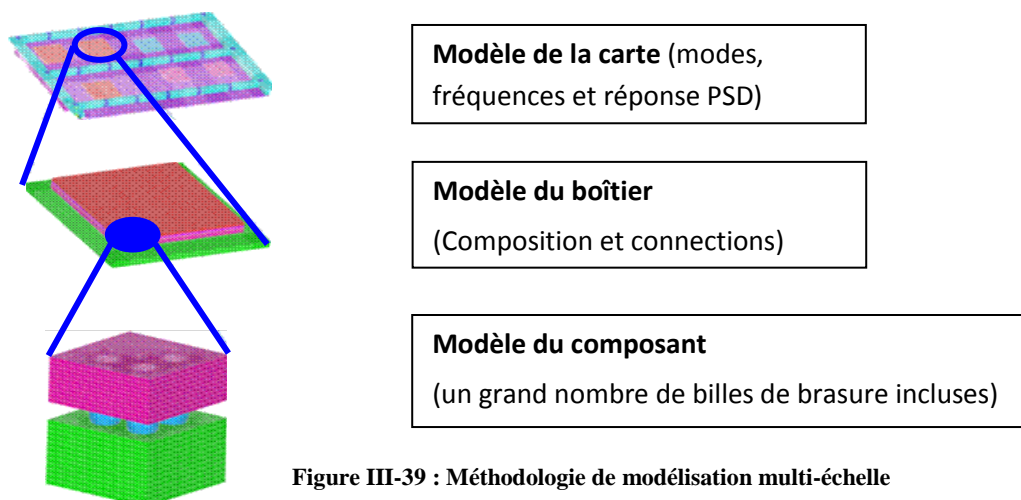 Modèle de la carte (modes,
fréquences et réponse PSD)
Modèle du boîtier
(Composition et connections)
Modèle du composant
(un grand nombre de billes de brasure incluses)
Figure III-39 : Méthodologie de modélisation multi-échelle